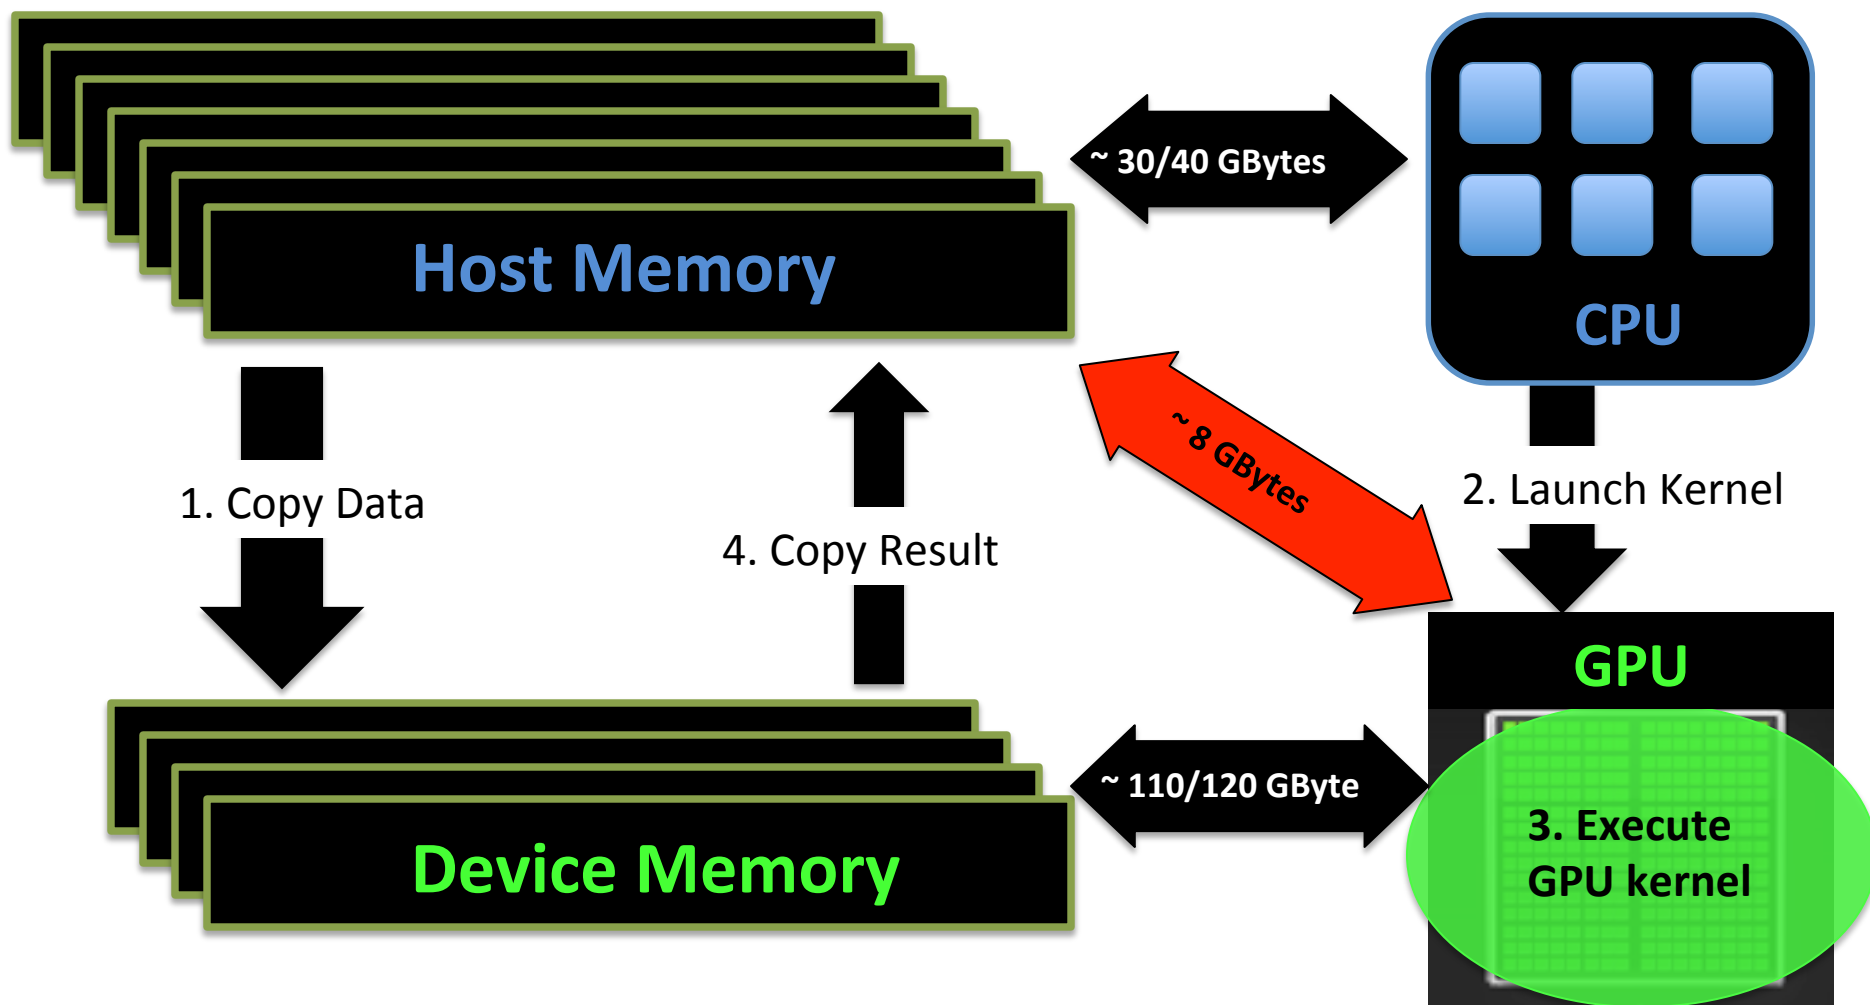 ~ 30/40 GBytes
Host Memory
CPU
~ 8 GBytes
1. Copy Data
2. Launch Kernel
4. Copy Result
GPU
~ 110/120 GByte
3. Execute
GPU kernel
Device Memory